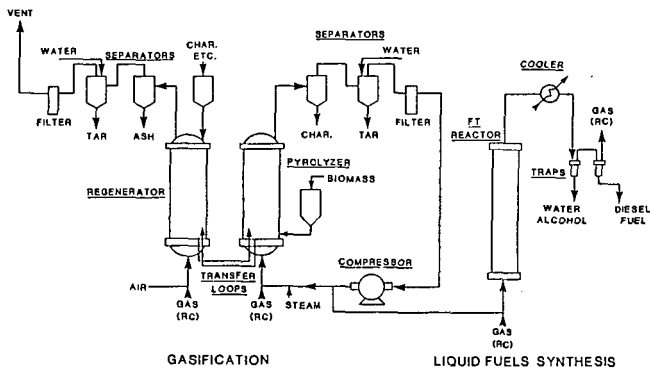 VENT
WATER
SEPARATORS
CHAR.
ETC.
SEPARATORS
WATER
COOLER
FILTER
TAR
ASH
CHAR.
TAR
FILTER
FT
REACTOR
GAS
(RC)
REGENERATOR
PYROLYZER
BIOMASS
TRAPS
WATER
ALCOHOL
DIESEL
FUEL
COMPRESSOR
TRANSFER
LOOPS
AIR
GAS
(RC)
GAS
(RC)
STEAM
GAS
(RC)
GASIFICATION
LIQUID FUELS SYNTHESIS